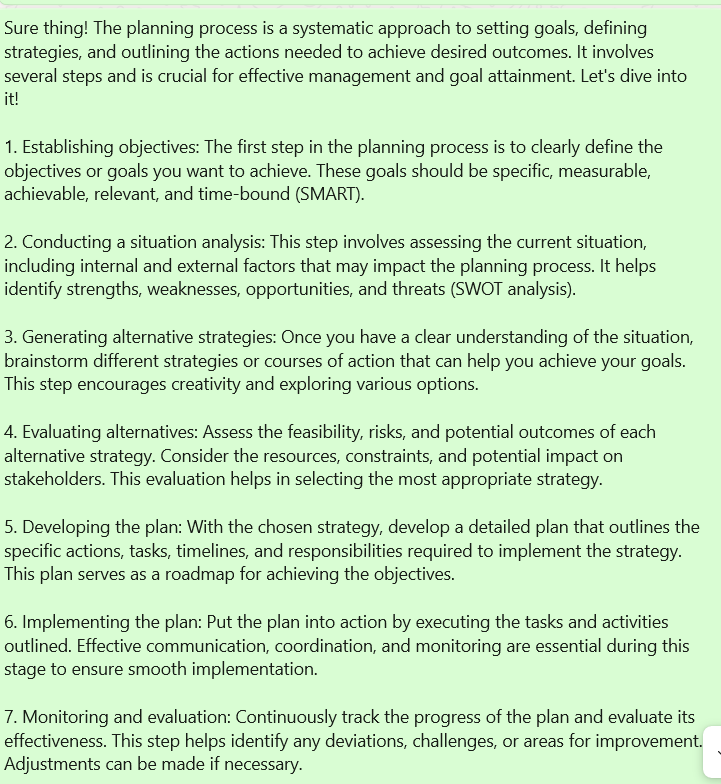 Sure thing! The planning process is a systematic approach to setting goals, defining
strategies, and outlining the actions needed to achieve desired outcomes. It involves
several steps and is crucial for effective management and goal attainment. Let's dive into
it!
1. Establishing objectives: The first step in the planning process is to clearly define the
objectives or goals you want to achieve. These goals should be specific, measurable,
achievable, relevant, and time-bound (SMART).
2. Conducting a situation analysis: This step involves assessing the current situation,
including internal and external factors that may impact the planning process. It helps
identify strengths, weaknesses, opportunities, and threats (SWOT analysis).
3. Generating alternative strategies: Once you have a clear understanding of the situation,
brainstorm different strategies or courses of action that can help you achieve your goals.
This step encourages creativity and exploring various options.
4. Evaluating alternatives: Assess the feasibility, risks, and potential outcomes of each
alternative strategy. Consider the resources, constraints, and potential impact on
stakeholders. This evaluation helps in selecting the most appropriate strategy.
5. Developing the plan: With the chosen strategy, develop a detailed plan that outlines the
specific actions, tasks, timelines, and responsibilities required to implement the strategy.
This plan serves as a roadmap for achieving the objectives.
6. Implementing the plan: Put the plan into action by executing the tasks and activities
outlined. Effective communication, coordination, and monitoring are essential during this
stage to ensure smooth implementation.
7. Monitoring and evaluation: Continuously track the progress of the plan and evaluate its
effectiveness. This step helps identify any deviations, challenges, or areas for improvement.
Adjustments can be made if necessary.